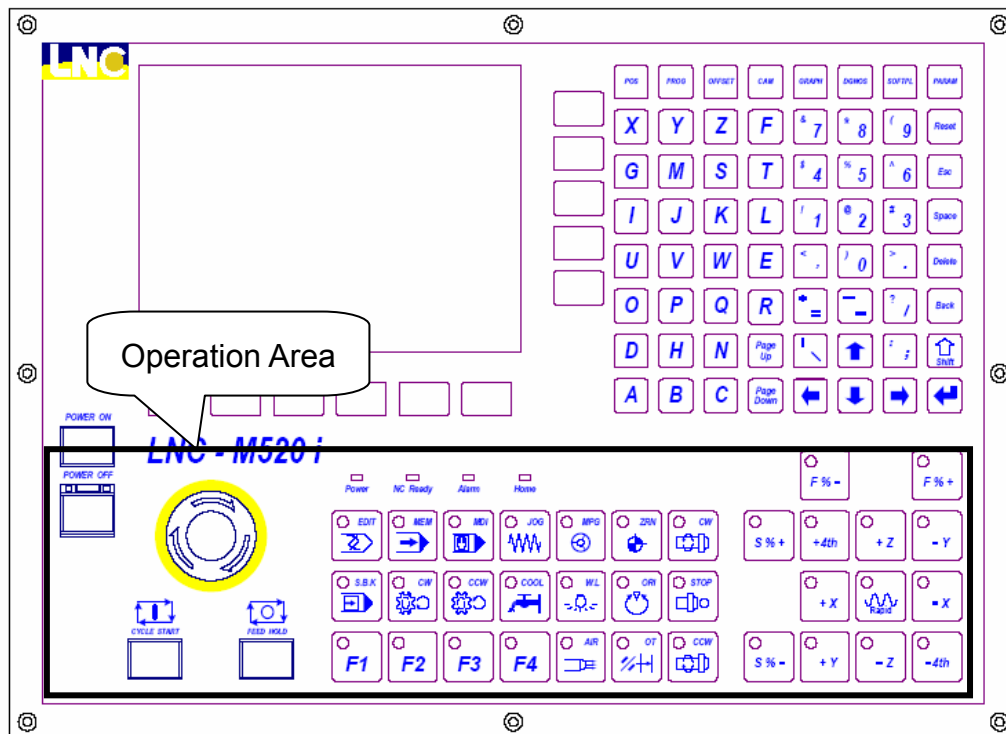 LNC
POS PROG OFFSET CAM GRAPH DGNOS SOFTPL PARAM
X Y Z F & 7 * 8 ( 9 Reset
G M S T $ 4 % 5 ^ 6 Esc
I J K L ! 1 @ 2 # 3 Space
U V W E < , ) 0 > . Delete
O P Q R + = – – ? / Back
D H N Page Up | \ : ; Shift
A B C Page Down
Operation Area
POWER ON
LNC - M520 i
POWER OFF
Power NC Ready Alarm Home
F % - F % +
EDIT MEM MDI JOG MPG ZRN CW
S % + +4th + Z - Y
S.B.K CW CCW COOL W.L ORI STOP
+ X Rapid - X
CYCLE START FEED HOLD
F1 F2 F3 F4 AIR OT CCW
S % - + Y - Z -4th